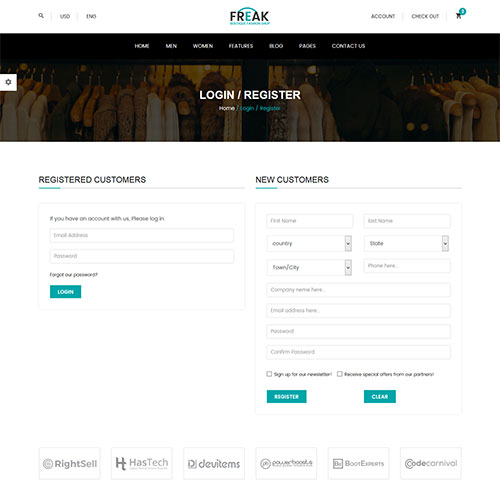 USD ENG FREAK ACCOUNT CHECK OUT
BOUTIQUE FASHION SHOP
HOME MEN WOMEN FEATURES BLOG PAGES CONTACT US
LOGIN / REGISTER
Home / Login / Register
REGISTERED CUSTOMERS
If you have an account with us, Please log in.
Email Address
Password
Forgot our password?
LOGIN
NEW CUSTOMERS
First Name Last Name
country State
Town/City Phone here...
Company neme here...
Email address here...
Password
Confirm Password
Sign up for our newsletter! Receive special offers from our partners!
REGISTER CLEAR
RightSell HasTech devitems powerboosts BootExperts Codecarnival